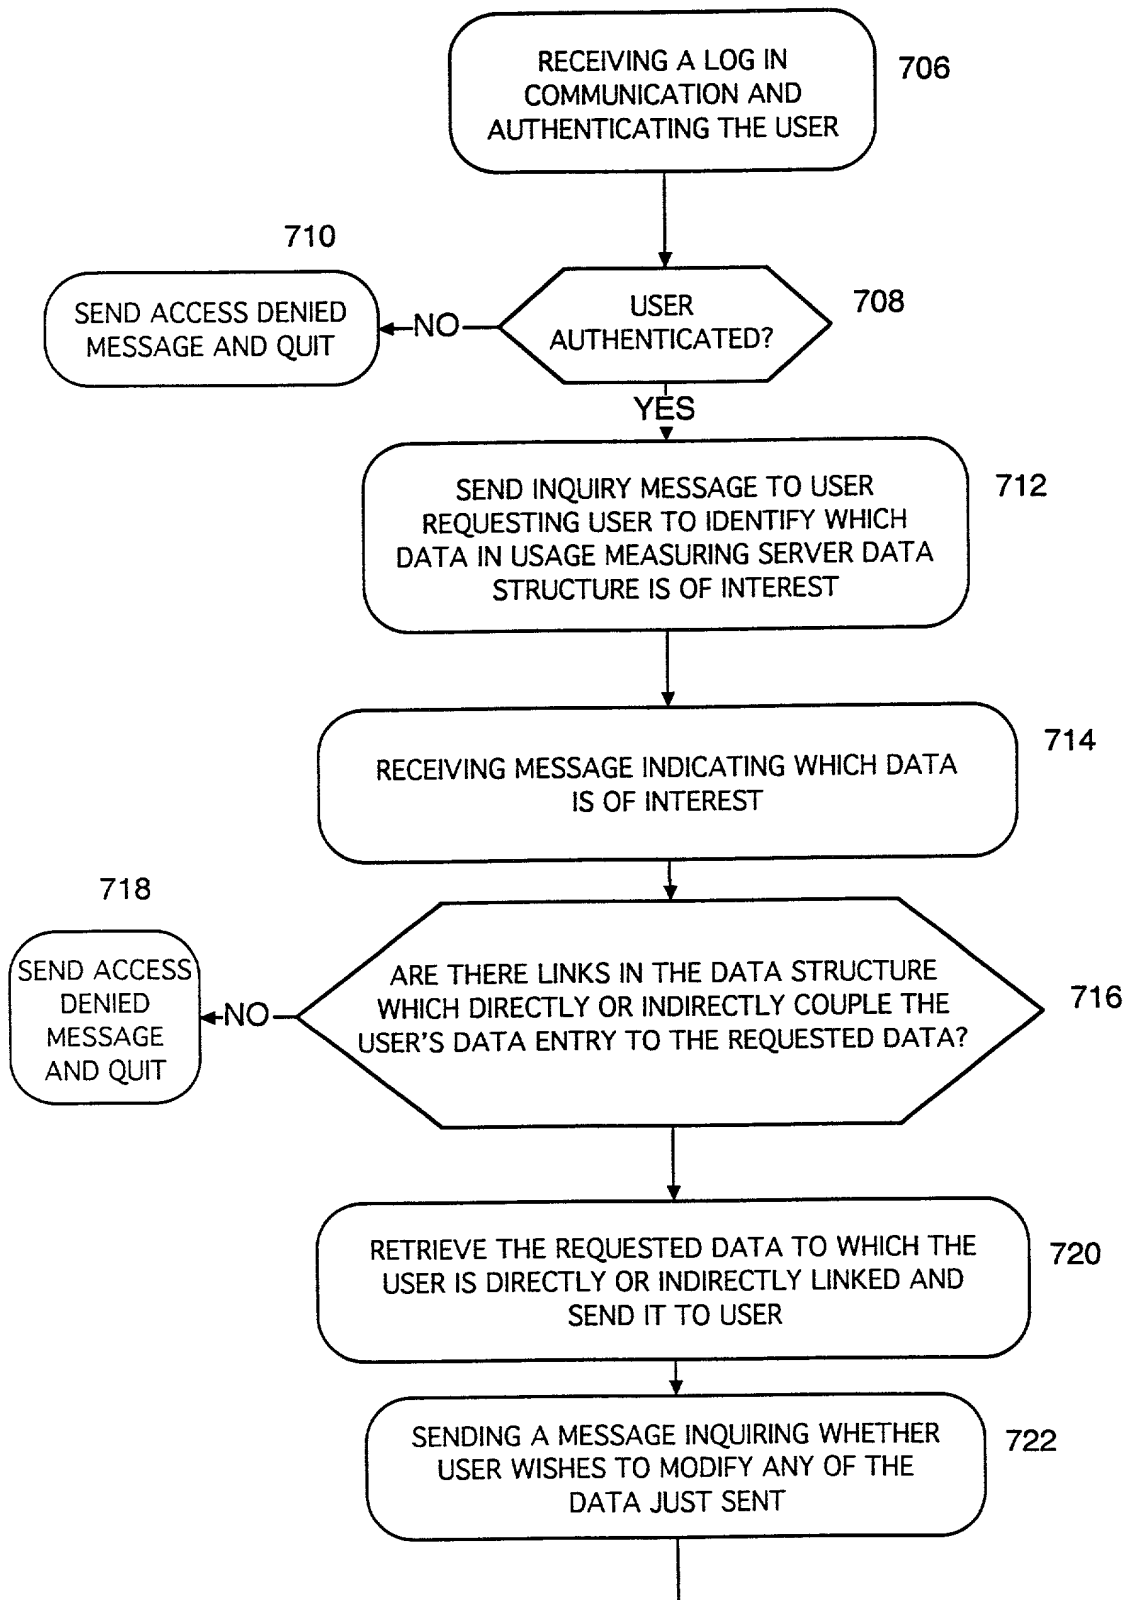 RECEIVING A LOG IN
COMMUNICATION AND
AUTHENTICATING THE USER
706
710
SEND ACCESS DENIED
MESSAGE AND QUIT
NO
USER
AUTHENTICATED?
708
YES
SEND INQUIRY MESSAGE TO USER
REQUESTING USER TO IDENTIFY WHICH
DATA IN USAGE MEASURING SERVER DATA
STRUCTURE IS OF INTEREST
712
RECEIVING MESSAGE INDICATING WHICH DATA
IS OF INTEREST
714
718
SEND ACCESS
DENIED
MESSAGE
AND QUIT
NO
ARE THERE LINKS IN THE DATA STRUCTURE
WHICH DIRECTLY OR INDIRECTLY COUPLE THE
USER'S DATA ENTRY TO THE REQUESTED DATA?
716
RETRIEVE THE REQUESTED DATA TO WHICH THE
USER IS DIRECTLY OR INDIRECTLY LINKED AND
SEND IT TO USER
720
SENDING A MESSAGE INQUIRING WHETHER
USER WISHES TO MODIFY ANY OF THE
DATA JUST SENT
722